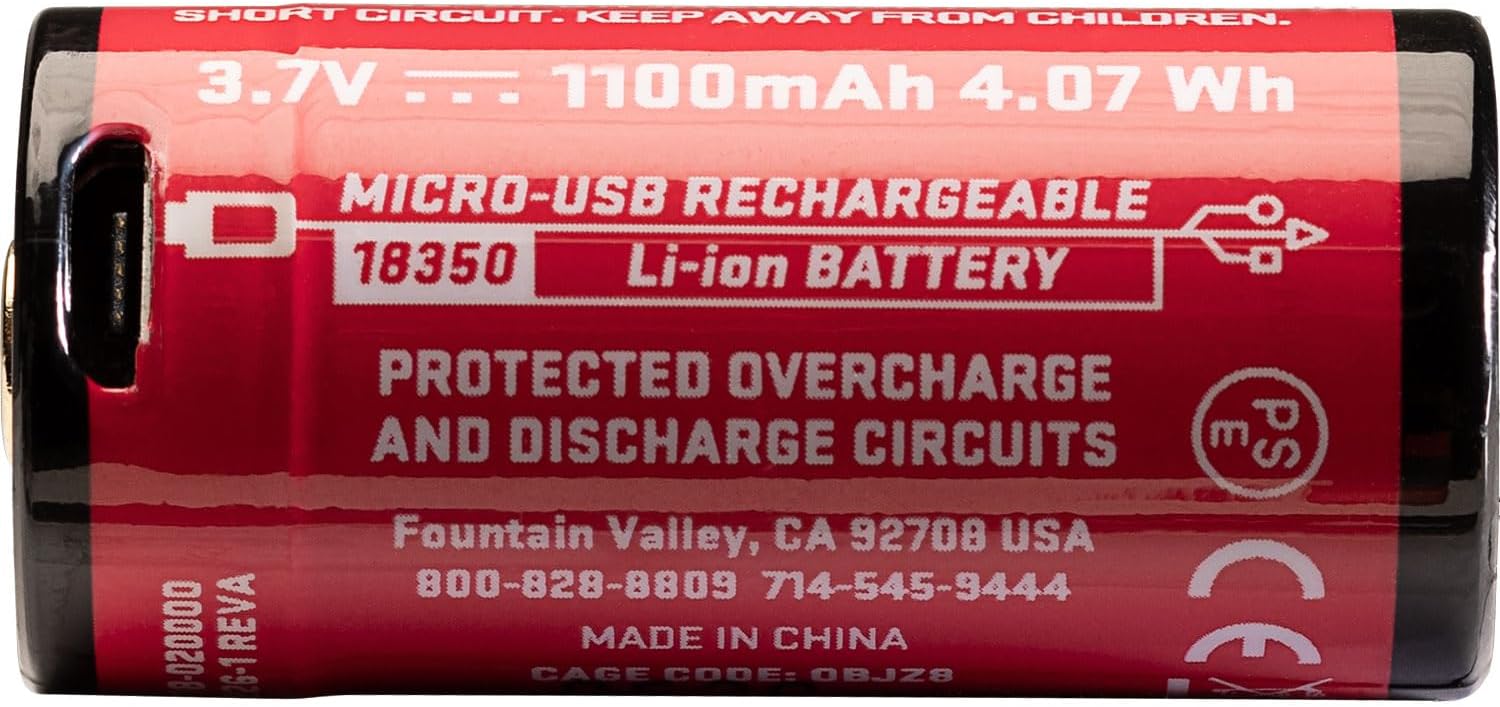 SHORT CIRCUIT. KEEP AWAY FROM CHILDREN.
3.7V 1100mAh 4.07 Wh
MICRO-USB RECHARGEABLE
18350 Li-ion BATTERY
PROTECTED OVERCHARGE
AND DISCHARGE CIRCUITS
PSE
Fountain Valley, CA 92708 USA
800-828-8809 714-545-9444
MADE IN CHINA
CAGE CODE: 0BJZ8
CE